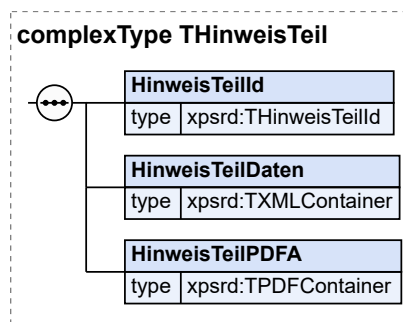 complexType THinweisTeil
HinweisTeilId
type xpsrd:THinweisTeilId
HinweisTeilDaten
type xpsrd:TXMLContainer
HinweisTeilPDFA
type xpsrd:TPDFContainer